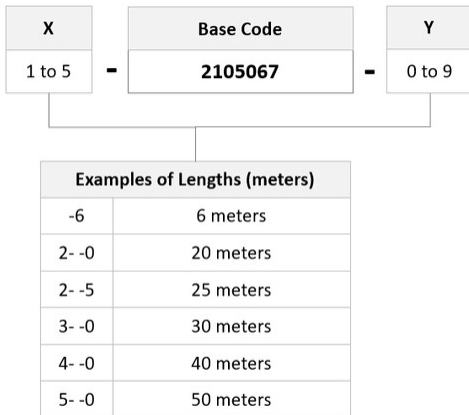 X Base Code Y
1 to 5 - 2105067 - 0 to 9
Examples of Lengths (meters)
-6 6 meters
2- -0 20 meters
2- -5 25 meters
3- -0 30 meters
4- -0 40 meters
5- -0 50 meters